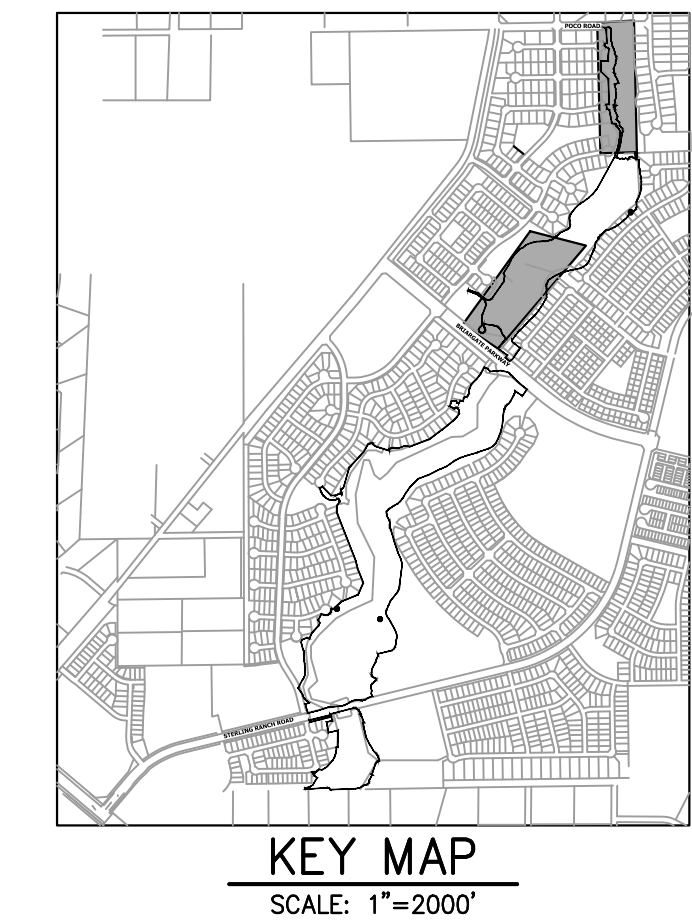 POCO ROAD
BRIARGATE PARKWAY
STERLING RANCH ROAD
KEY MAP
SCALE: 1"=2000'